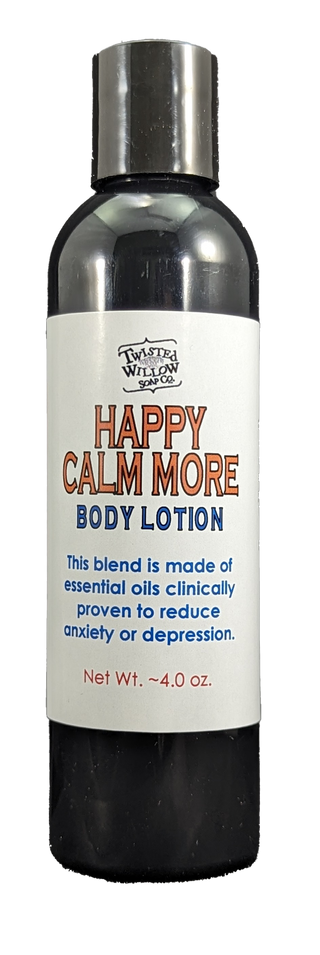 TWISTED
WILLOW
SOAP CO.
HAPPY
CALM MORE
BODY LOTION
This blend is made of
essential oils clinically
proven to reduce
anxiety or depression.
Net Wt. ~4.0 oz.